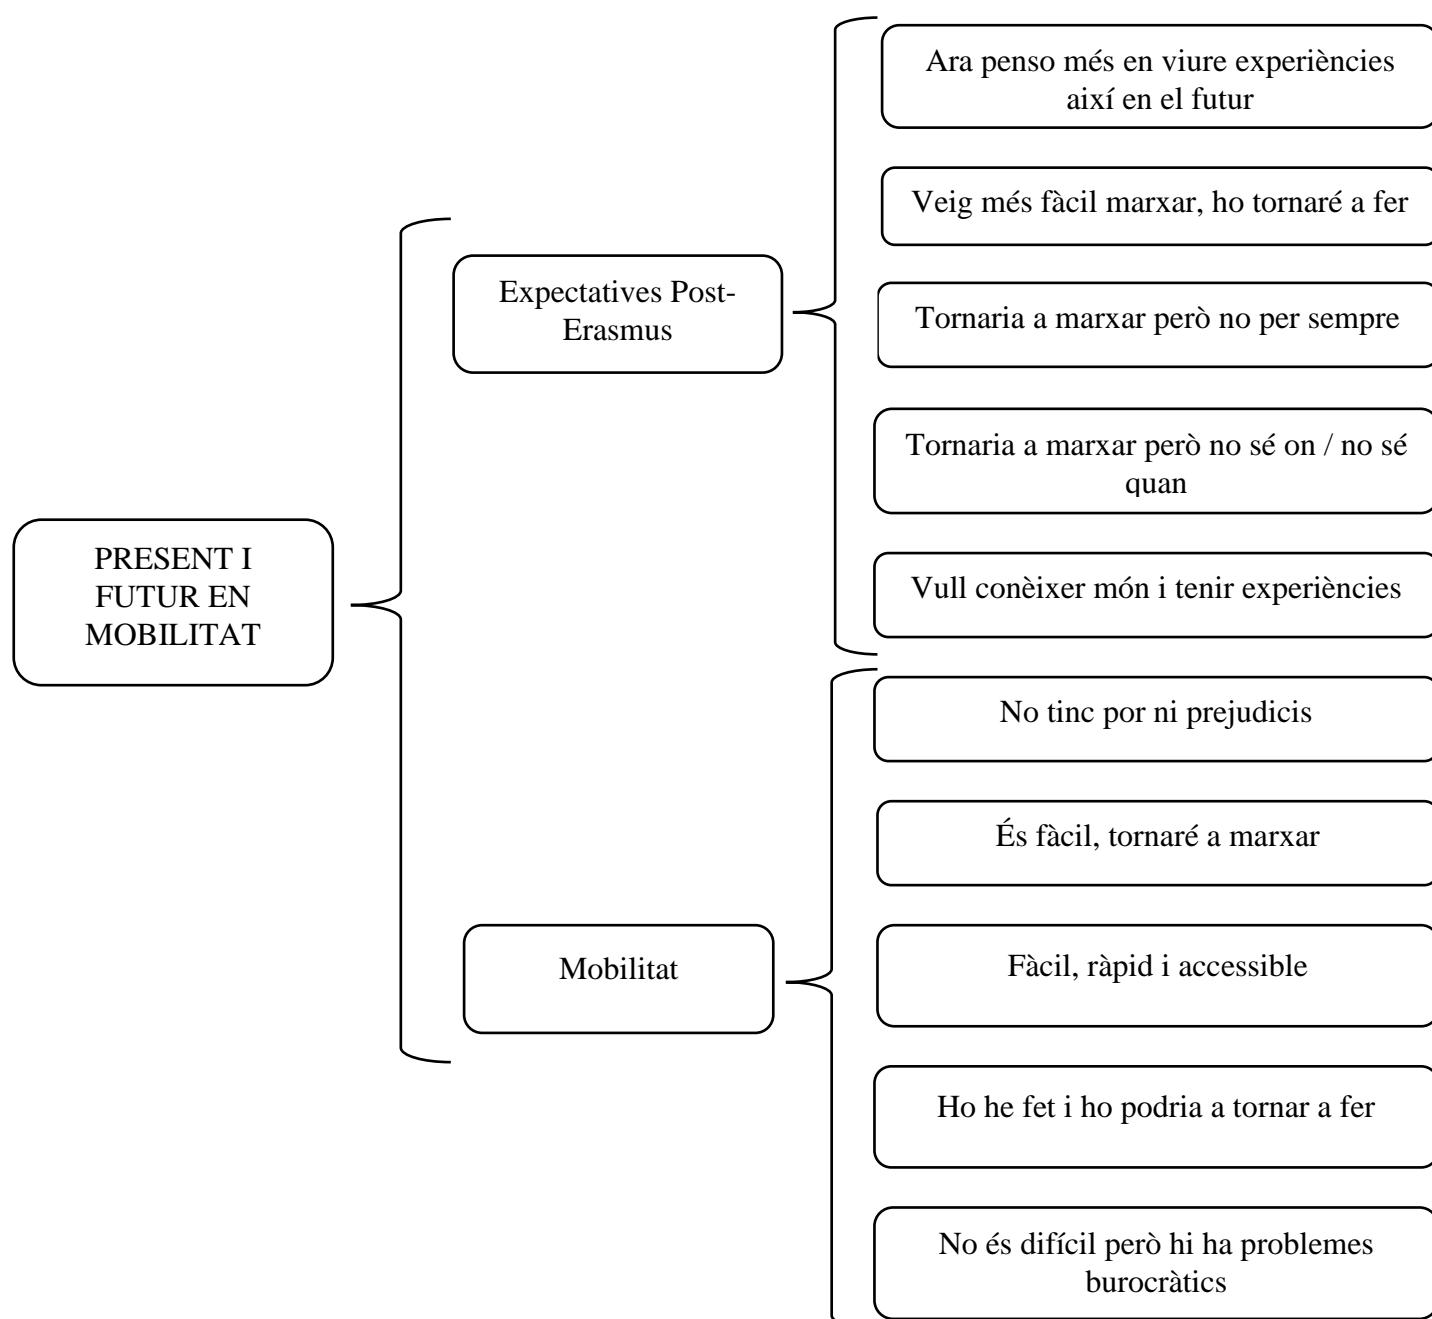 Ara penso més en viure experiències
així en el futur
Veig més fàcil marxar, ho tornaré a fer
Expectatives Post-
Erasmus
Tornaria a marxar però no per sempre
Tornaria a marxar però no sé on / no sé
quan
PRESENT I
FUTUR EN
MOBILITAT
Vull conèixer món i tenir experiències
No tinc por ni prejudicis
És fàcil, tornaré a marxar
Mobilitat
Fàcil, ràpid i accessible
Ho he fet i ho podria a tornar a fer
No és difícil però hi ha problemes
burocràtics